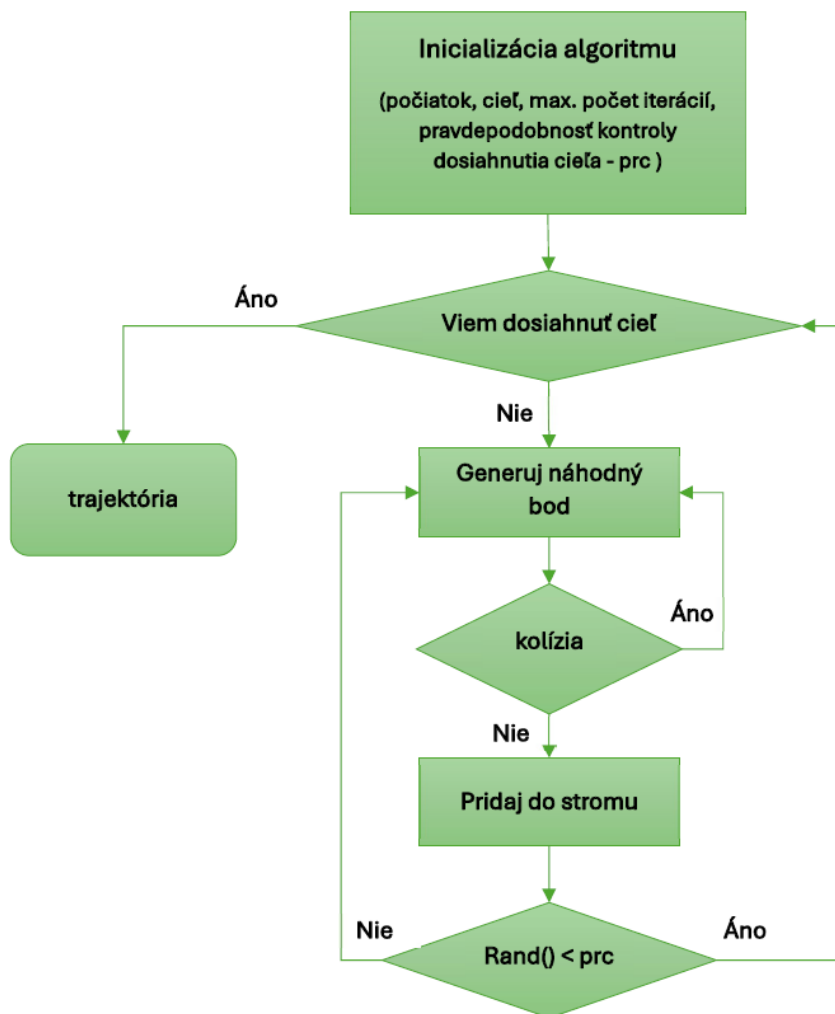 Inicializácia algoritmu
(počiatok, cieľ, max. počet iterácií,
pravdepodobnosť kontroly
dosiahnutia cieľa - prc )
Áno
Viem dosiahnuť cieľ
Nie
trajektória
Generuj náhodný
bod
Áno
kolízia
Nie
Pridaj do stromu
Nie
Rand() < prc
Áno